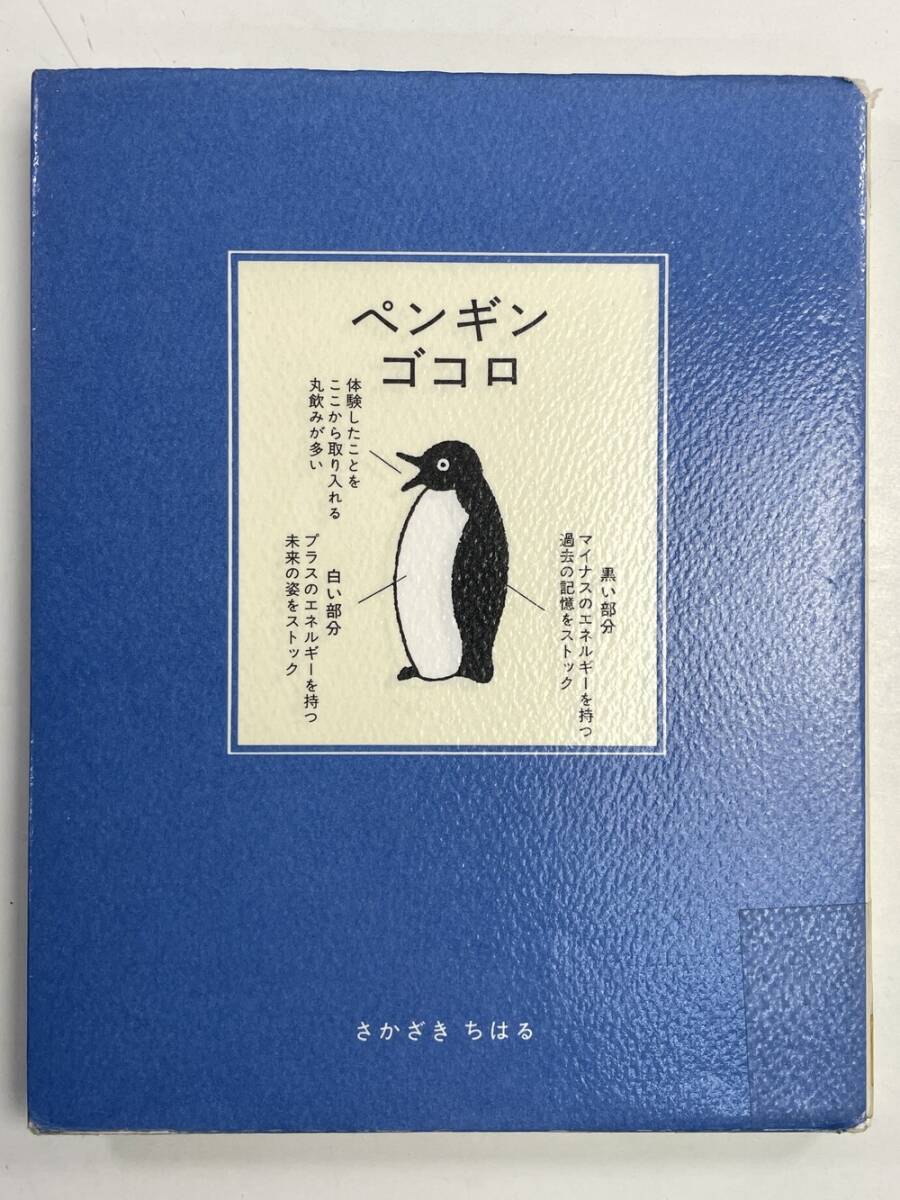 ペンギン
ゴコロ
体験したことを
ここから取り入れる
丸飲みが多い
黒い部分
マイナスのエネルギーを持つ
過去の記憶をストック
白い部分
プラスのエネルギーを持つ
未来の姿をストック
さかざき ちはる